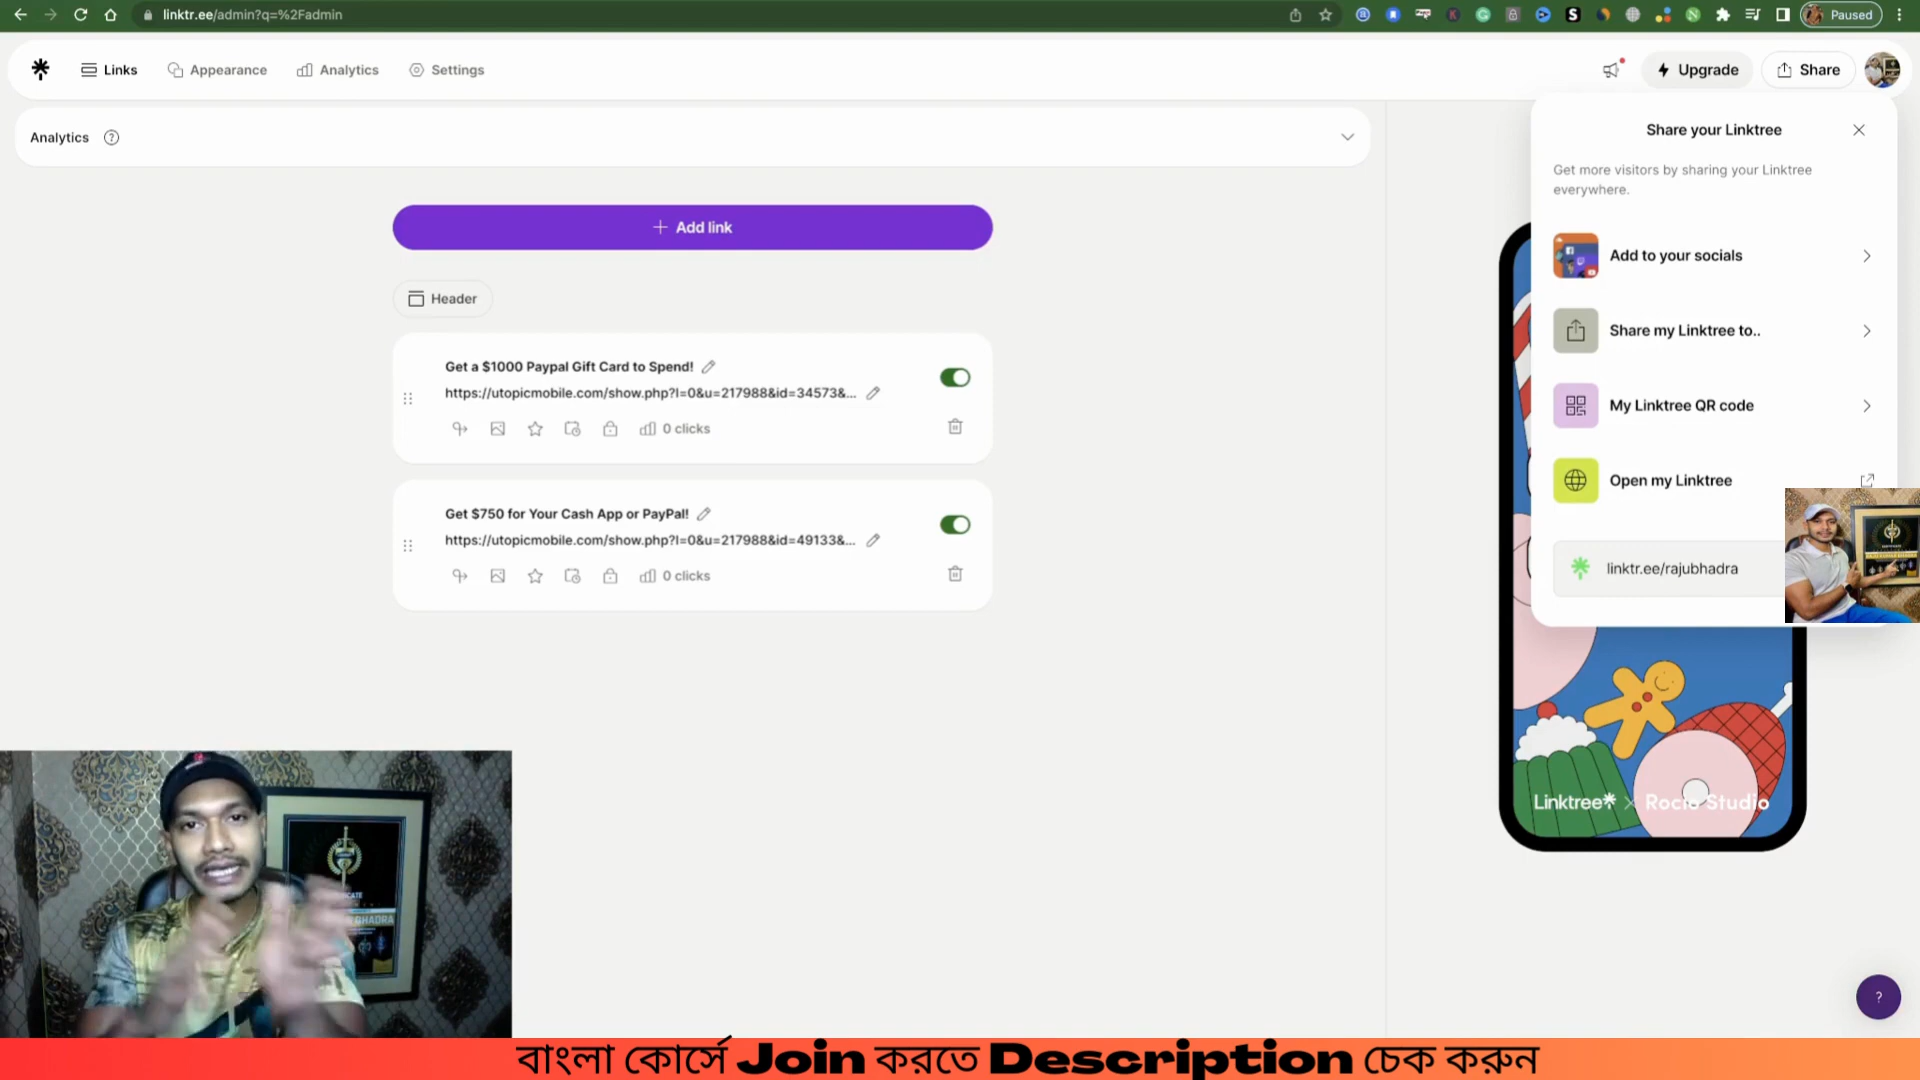 linktr.ee/admin?q=%2Fadmin
Paused
Links
Appearance
Analytics
Settings
Upgrade
Share
Analytics
Share your Linktree
Get more visitors by sharing your Linktree
everywhere.
Add link
Add to your socials
Header
Share my Linktree to..
Get a $1000 Paypal Gift Card to Spend!
https://utopicmobile.com/show.php?l=0&u=217988&id=34573&...
0 clicks
My Linktree QR code
Open my Linktree
Get $750 for Your Cash App or PayPal!
https://utopicmobile.com/show.php?l=0&u=217988&id=49133&...
0 clicks
linktr.ee/rajubhadra
Linktree* × Rocio Studio
বাংলা কোর্সে Join করতে Description চেক করুন